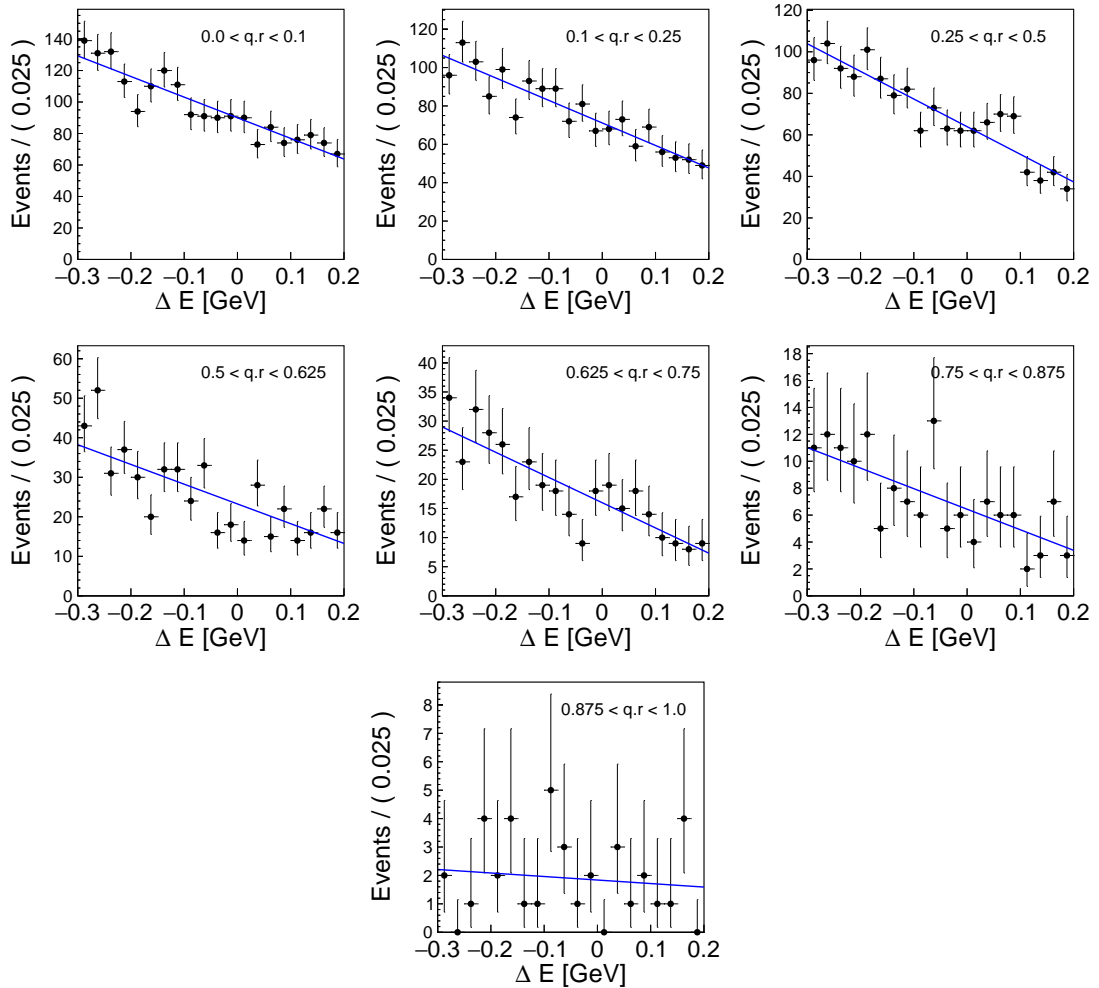 0.0 < q.r < 0.1
Events / ( 0.025 )
140
120
100
80
60
40
20
0
−0.3 −0.2 −0.1 0 0.1 0.2
Δ E [GeV]
0.1 < q.r < 0.25
Events / ( 0.025 )
120
100
80
60
40
20
0
−0.3 −0.2 −0.1 0 0.1 0.2
Δ E [GeV]
0.25 < q.r < 0.5
Events / ( 0.025 )
120
100
80
60
40
20
0
−0.3 −0.2 −0.1 0 0.1 0.2
Δ E [GeV]
0.5 < q.r < 0.625
Events / ( 0.025 )
60
50
40
30
20
10
0
−0.3 −0.2 −0.1 0 0.1 0.2
Δ E [GeV]
0.625 < q.r < 0.75
Events / ( 0.025 )
40
35
30
25
20
15
10
5
0
−0.3 −0.2 −0.1 0 0.1 0.2
Δ E [GeV]
0.75 < q.r < 0.875
Events / ( 0.025 )
18
16
14
12
10
8
6
4
2
0
−0.3 −0.2 −0.1 0 0.1 0.2
Δ E [GeV]
0.875 < q.r < 1.0
Events / ( 0.025 )
8
7
6
5
4
3
2
1
0
−0.3 −0.2 −0.1 0 0.1 0.2
Δ E [GeV]